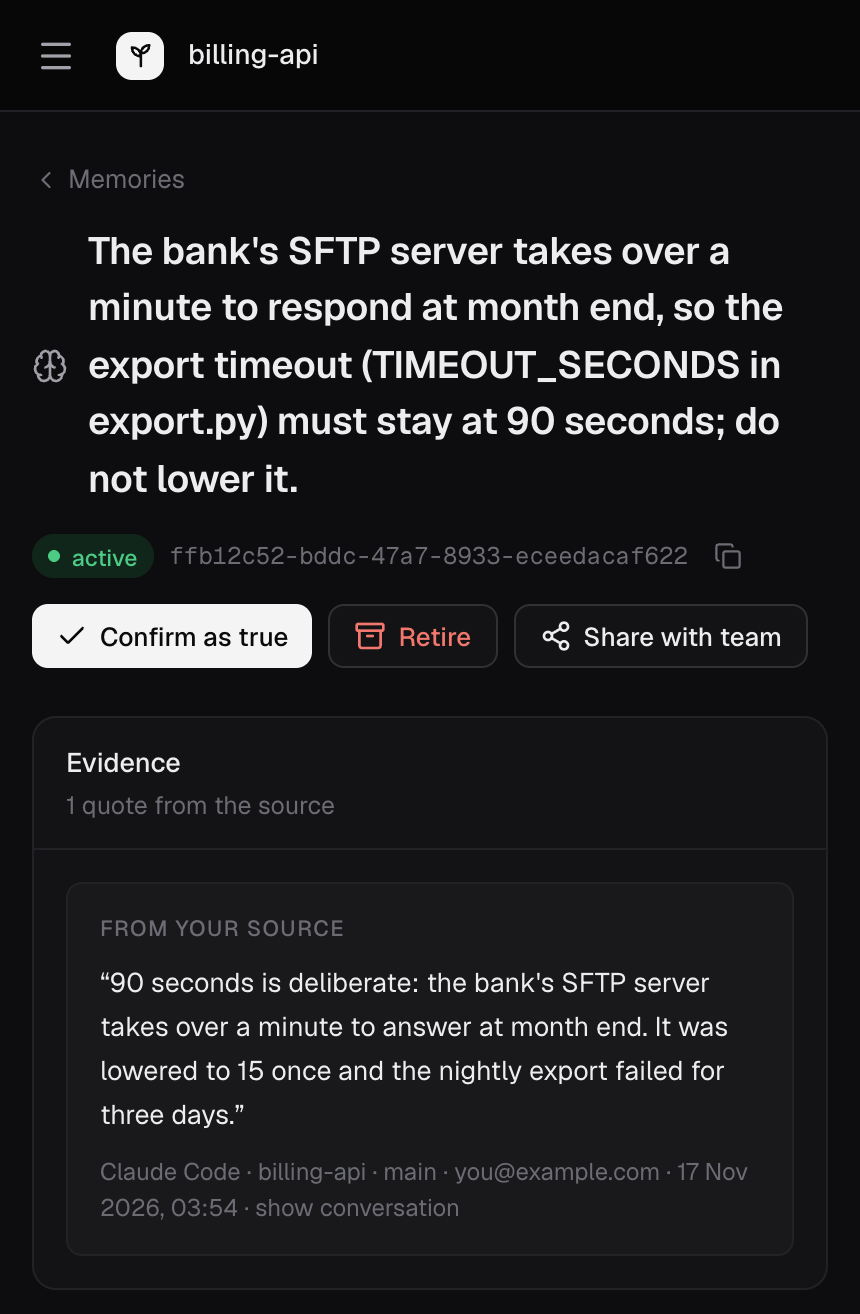 billing-api
Memories
The bank's SFTP server takes over a
minute to respond at month end, so the
export timeout (TIMEOUT_SECONDS in
export.py) must stay at 90 seconds; do
not lower it.
active ffb12c52-bddc-47a7-8933-eceedacaf622
Confirm as true Retire Share with team
Evidence
1 quote from the source
FROM YOUR SOURCE
“90 seconds is deliberate: the bank's SFTP server
takes over a minute to answer at month end. It was
lowered to 15 once and the nightly export failed for
three days.”
Claude Code · billing-api · main · you@example.com · 17 Nov
2026, 03:54 · show conversation